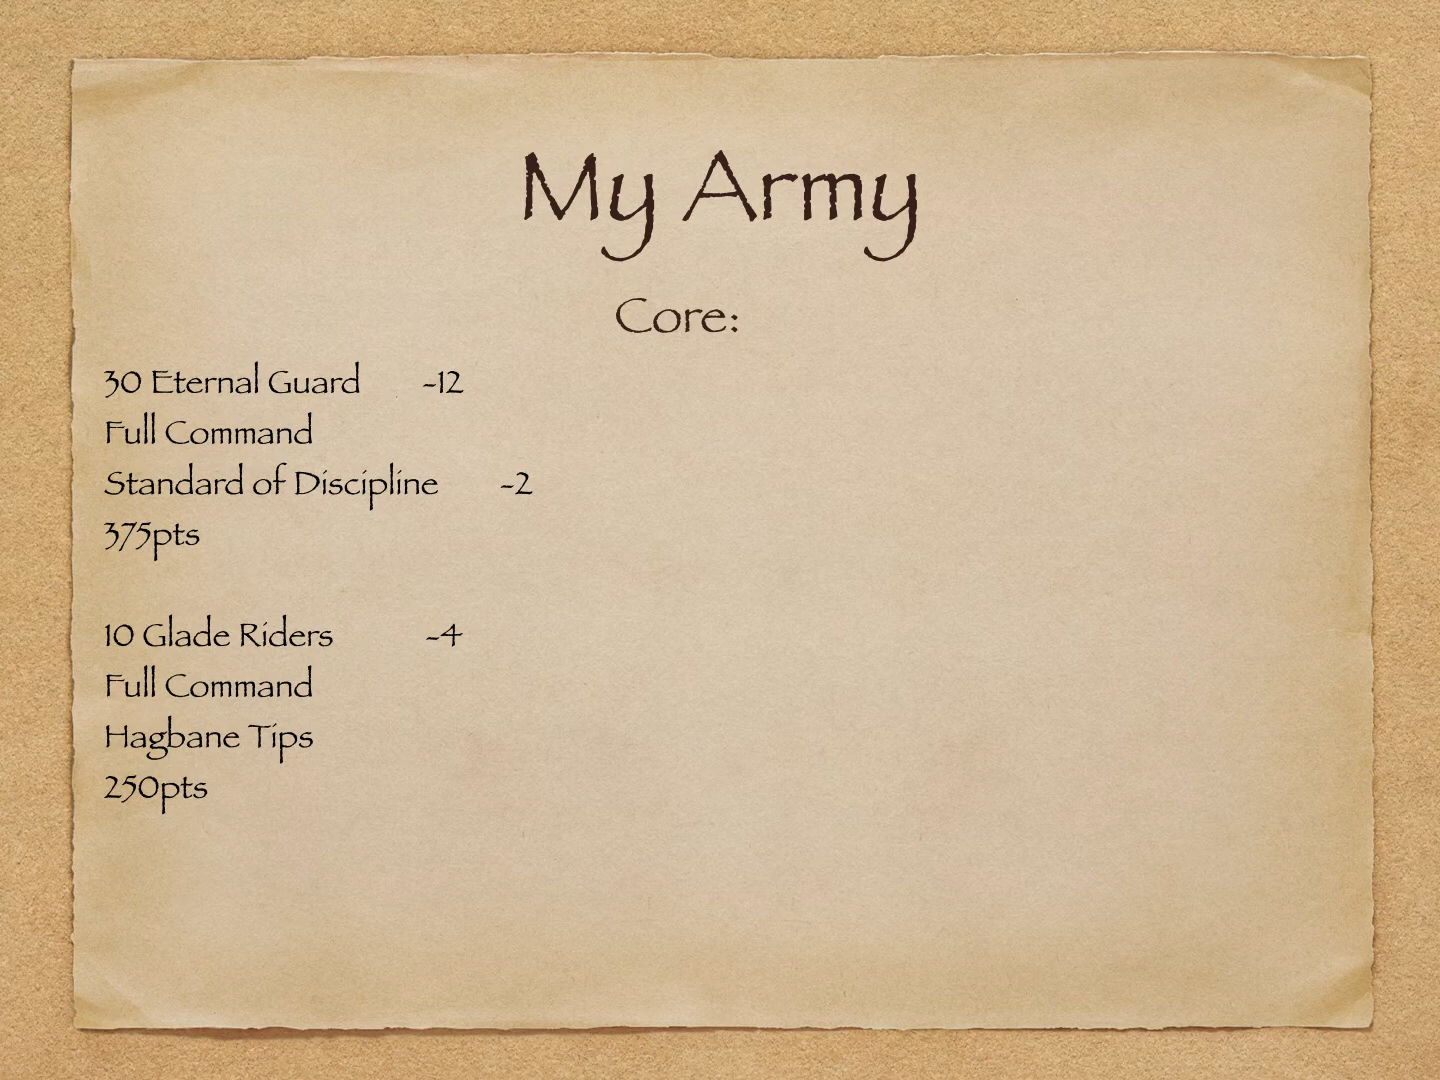 My Army
Core:
30 Eternal Guard -12
Full Command
Standard of Discipline -2
375pts
10 Glade Riders -4
Full Command
Hagbane Tips
250pts